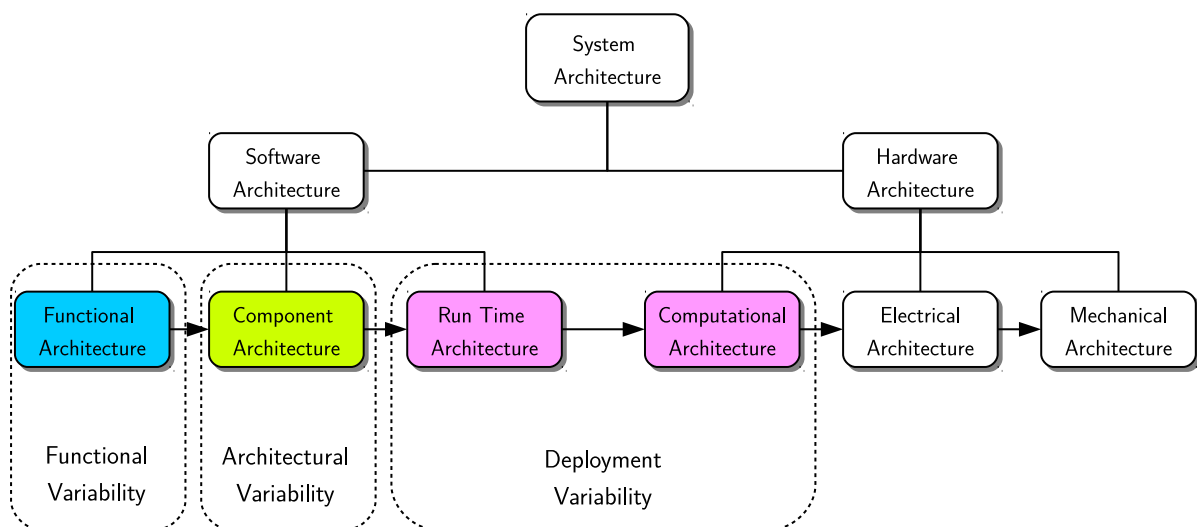 System
Architecture
Software
Architecture
Hardware
Architecture
Functional
Architecture
Component
Architecture
Run Time
Architecture
Computational
Architecture
Electrical
Architecture
Mechanical
Architecture
Functional
Variability
Architectural
Variability
Deployment
Variability